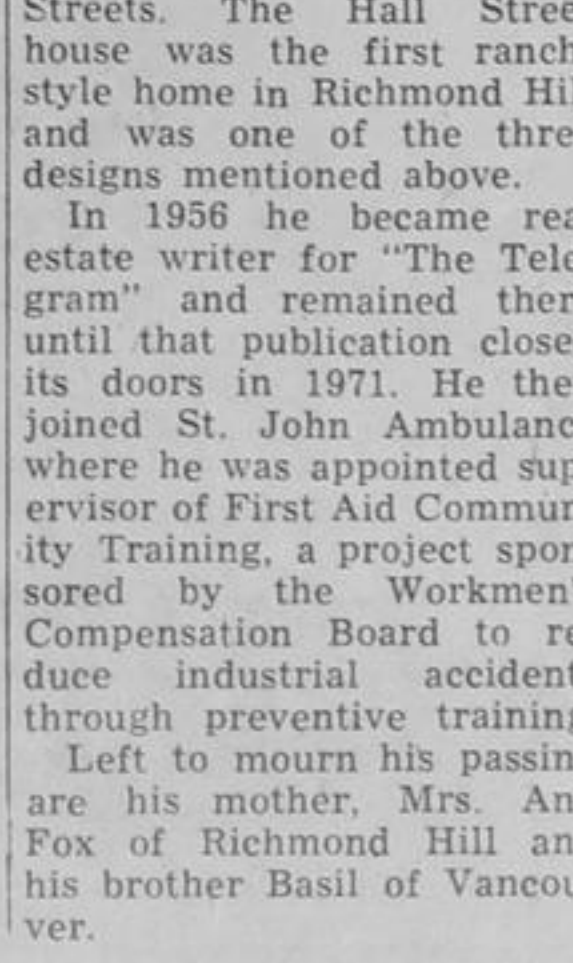 Streets. The Hall Stree
house was the first ranch
style home in Richmond Hil
and was one of the thre
designs mentioned above.
In 1956 he became rea
estate writer for "The Tele
gram" and remained ther
until that publication close
its doors in 1971. He the
joined St. John Ambulanc
where he was appointed sup
ervisor of First Aid Commun
ity Training, a project spon
sored by the Workmen'
Compensation Board to re
duce industrial accident
through preventive training
Left to mourn his passin
are his mother, Mrs. An
Fox of Richmond Hill an
his brother Basil of Vancou
ver.